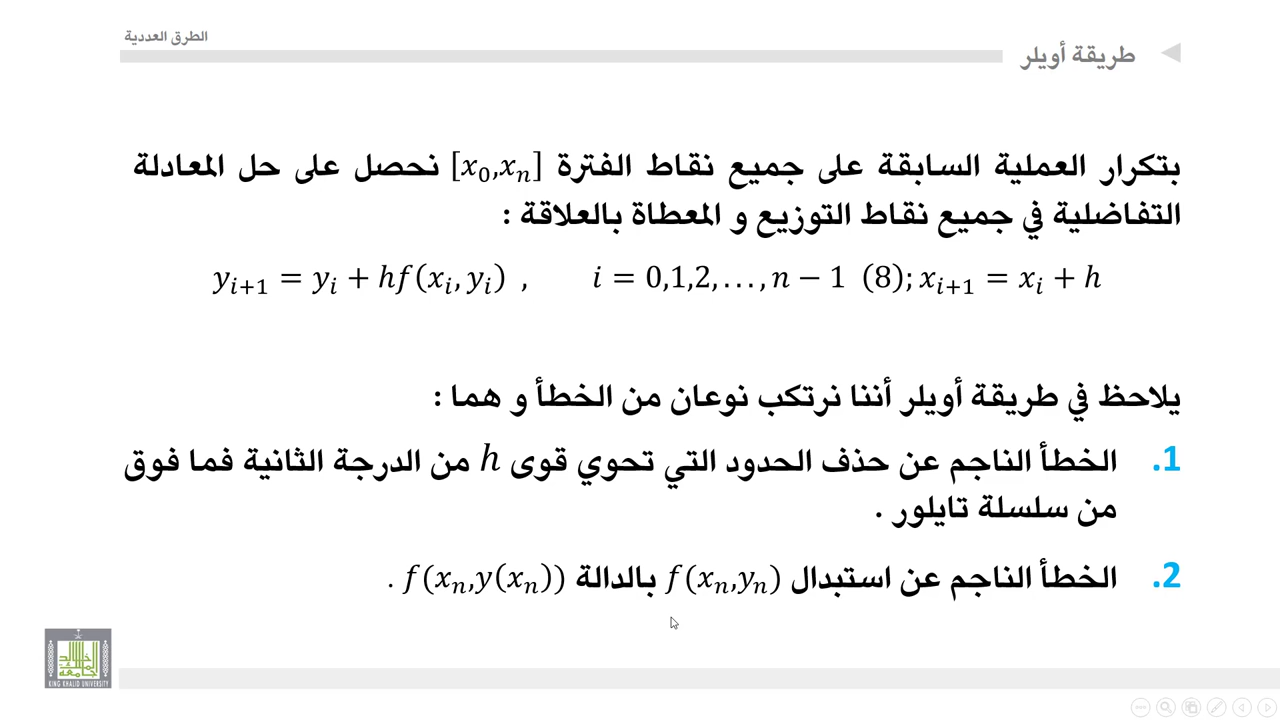 الطرق العددية
طريقة أويلر
بتكرار العملية السابقة على جميع نقاط الفترة [x₀,xₙ] نحصل على حل المعادلة
التفاضلية في جميع نقاط التوزيع و المعطاة بالعلاقة :
yᵢ₊₁ = yᵢ + hf(xᵢ, yᵢ) , i = 0,1,2, … , n − 1 (8); xᵢ₊₁ = xᵢ + h
يلاحظ في طريقة أويلر أننا نرتكب نوعان من الخطأ و هما :
1. الخطأ الناجم عن حذف الحدود التي تحوي قوى h من الدرجة الثانية فما فوق
من سلسلة تايلور .
2. الخطأ الناجم عن استبدال f(xₙ,yₙ) بالدالة f(xₙ,y(xₙ)) .
KING KHALID UNIVERSITY